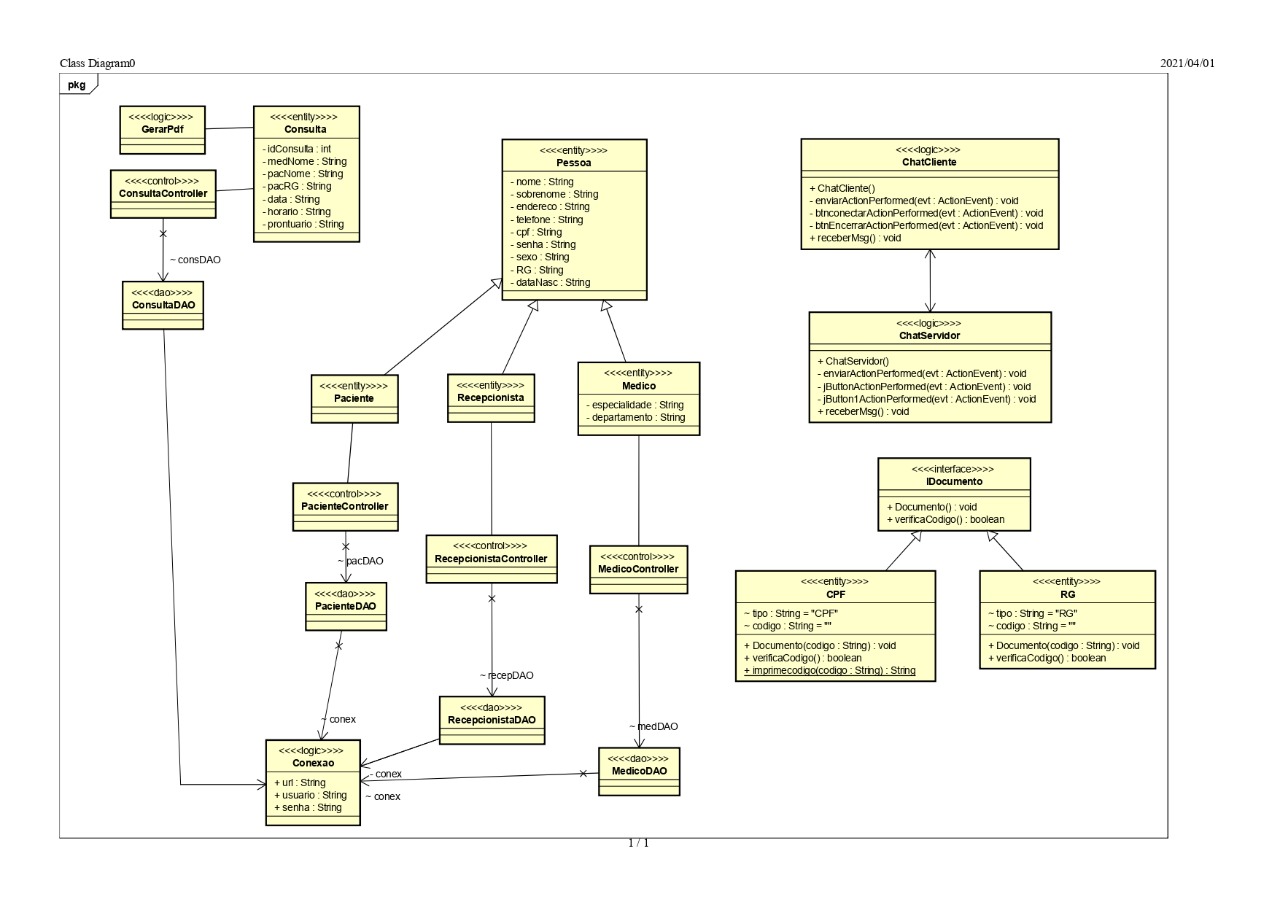 Class Diagram0
2021/04/01
pkg
<<<<logic>>>>
GerarPdf
<<<<entity>>>>
Consulta
- idConsulta : int
- medNome : String
- pacNome : String
- pacRG : String
- data : String
- horario : String
- prontuario : String
<<<<control>>>>
ConsultaController
~ consDAO
<<<<dao>>>>
ConsultaDAO
<<<<entity>>>>
Pessoa
- nome : String
- sobrenome : String
- endereco : String
- telefone : String
- cpf : String
- senha : String
- sexo : String
- RG : String
- dataNasc : String
<<<<entity>>>>
Paciente
<<<<entity>>>>
Recepcionista
<<<<entity>>>>
Medico
- especialidade : String
- departamento : String
<<<<control>>>>
PacienteController
~ pacDAO
<<<<dao>>>>
PacienteDAO
~ conex
<<<<control>>>>
RecepcionistaController
~ recepDAO
<<<<dao>>>>
RecepcionistaDAO
<<<<control>>>>
MedicoController
~ medDAO
<<<<dao>>>>
MedicoDAO
<<<<logic>>>>
Conexao
+ url : String
+ usuario : String
+ senha : String
- conex
~ conex
<<<<logic>>>>
ChatCliente
+ ChatCliente()
- enviarActionPerformed(evt : ActionEvent) : void
- btnconectarActionPerformed(evt : ActionEvent) : void
- btnEncerrarActionPerformed(evt : ActionEvent) : void
+ receberMsg() : void
<<<<logic>>>>
ChatServidor
+ ChatServidor()
- enviarActionPerformed(evt : ActionEvent) : void
- jButtonActionPerformed(evt : ActionEvent) : void
- jButton1ActionPerformed(evt : ActionEvent) : void
+ receberMsg() : void
<<<<interface>>>>
IDocumento
+ Documento() : void
+ verificaCodigo() : boolean
<<<<entity>>>>
CPF
~ tipo : String = "CPF"
~ codigo : String = ""
+ Documento(codigo : String) : void
+ verificaCodigo() : boolean
+ imprimecodigo(codigo : String) : String
<<<<entity>>>>
RG
~ tipo : String = "RG"
~ codigo : String = ""
+ Documento(codigo : String) : void
+ verificaCodigo() : boolean
1 / 1